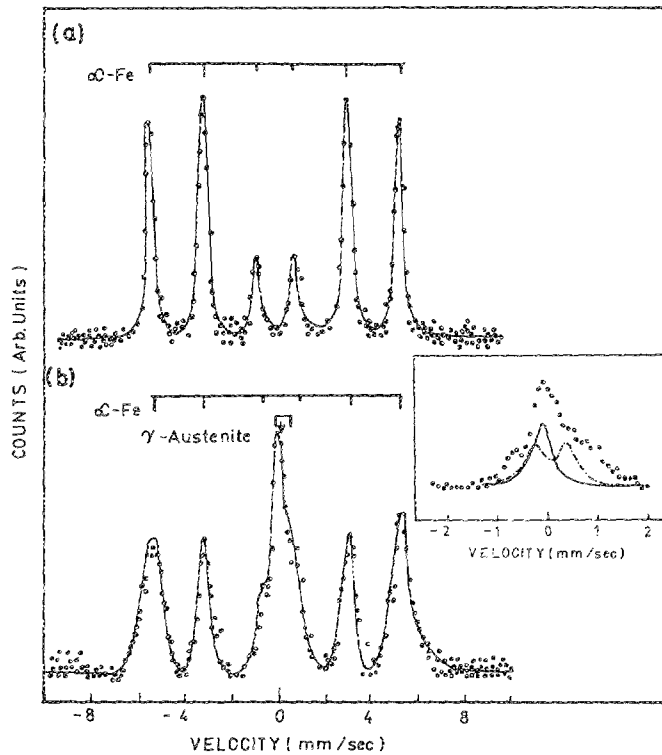 (a)
α-Fe
(b)
α-Fe
γ-Austenite
COUNTS (Arb. Units)
-2 -1 0 1 2
VELOCITY (mm/sec)
-8 -4 0 4 8
VELOCITY (mm/sec)